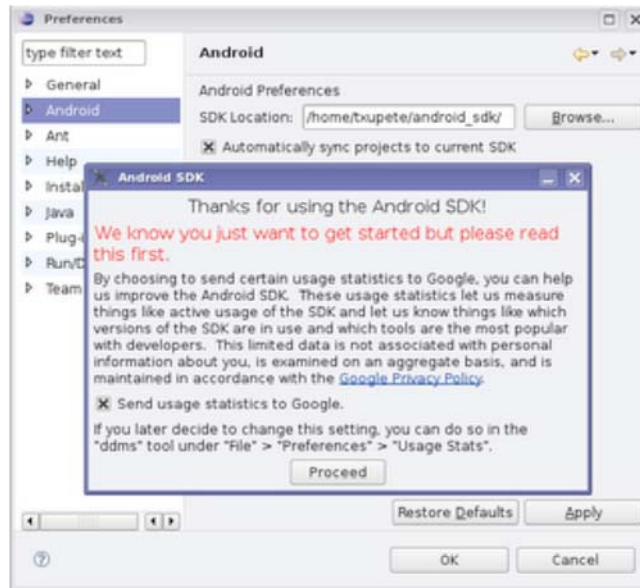 Preferences
type filter text
Android
General
Android
Ant
Help
Instal
Java
Plug-i
Run/D
Team
Android Preferences
SDK Location: /home/txupete/android_sdk/ Browse...
Automatically sync projects to current SDK
Android SDK
Thanks for using the Android SDK!
We know you just want to get started but please read
this first.
By choosing to send certain usage statistics to Google, you can help
us improve the Android SDK. These usage statistics let us measure
things like active usage of the SDK and let us know things like which
versions of the SDK are in use and which tools are the most popular
with developers. This limited data is not associated with personal
information about you, is examined on an aggregate basis, and is
maintained in accordance with the Google Privacy Policy.
Send usage statistics to Google.
If you later decide to change this setting, you can do so in the
"ddms" tool under "File" > "Preferences" > "Usage Stats".
Proceed
Restore Defaults Apply
OK Cancel